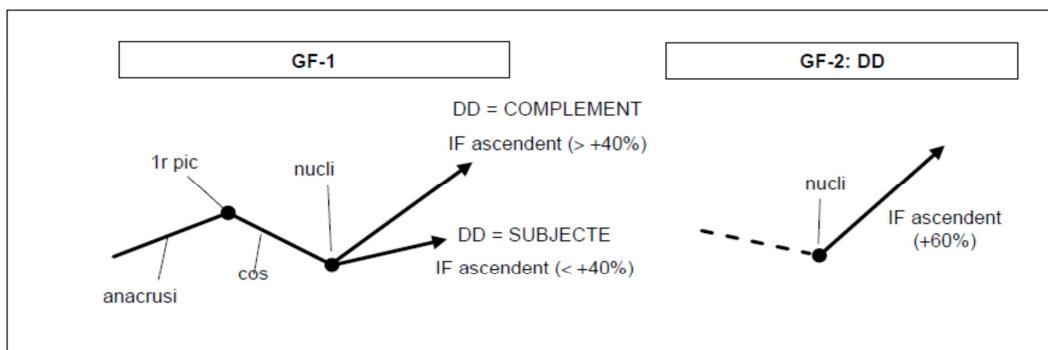 GF-1
GF-2: DD
DD = COMPLEMENT
IF ascendent (> +40%)
1r pic
nucli
DD = SUBJECTE
IF ascendent (< +40%)
cos
anacrusi
nucli
IF ascendent
(+60%)